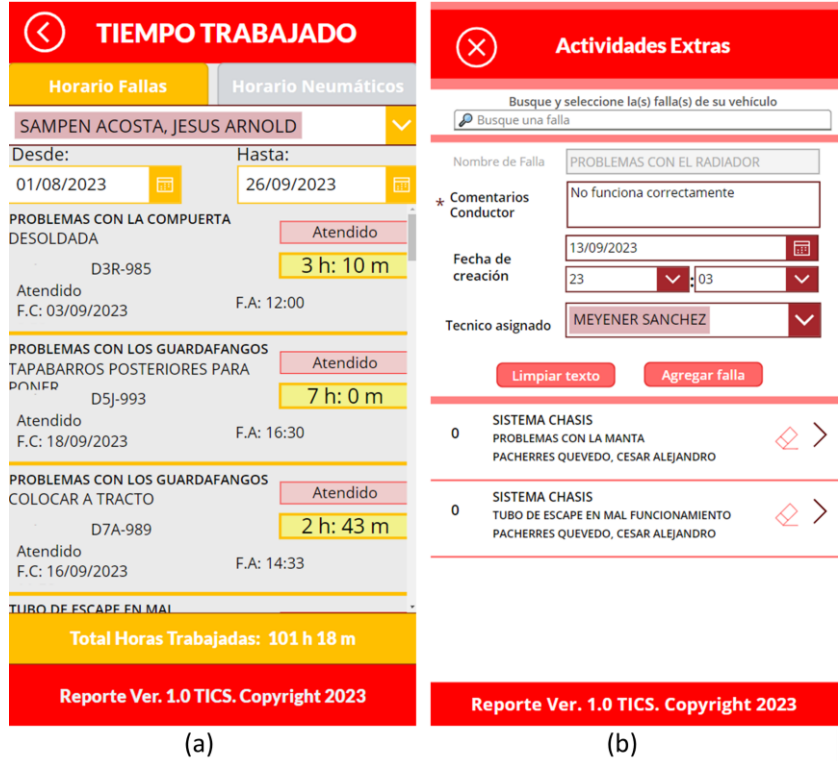 TIEMPO TRABAJADO
Horario Fallas
Horario Neumáticos
SAMPEN ACOSTA, JESUS ARNOLD
Desde:
Hasta:
01/08/2023
26/09/2023
PROBLEMAS CON LA COMPUERTA
DESOLDADA
Atendido
D3R-985
3 h: 10 m
Atendido
F.C: 03/09/2023
F.A: 12:00
PROBLEMAS CON LOS GUARDAFANGOS
TAPABARROS POSTERIORES PARA
PONER
Atendido
D5J-993
7 h: 0 m
Atendido
F.C: 18/09/2023
F.A: 16:30
PROBLEMAS CON LOS GUARDAFANGOS
COLOCAR A TRACTO
Atendido
D7A-989
2 h: 43 m
Atendido
F.C: 16/09/2023
F.A: 14:33
TUBO DE ESCAPE EN MAL
Total Horas Trabajadas: 101 h 18 m
Reporte Ver. 1.0 TICS. Copyright 2023
(a)
Actividades Extras
Busque y seleccione la(s) falla(s) de su vehículo
Busque una falla
Nombre de Falla
PROBLEMAS CON EL RADIADOR
* Comentarios
Conductor
No funciona correctamente
Fecha de
creación
13/09/2023
23 : 03
Tecnico asignado
MEYENER SANCHEZ
Limpiar texto
Agregar falla
0
SISTEMA CHASIS
PROBLEMAS CON LA MANTA
PACHERRES QUEVEDO, CESAR ALEJANDRO
0
SISTEMA CHASIS
TUBO DE ESCAPE EN MAL FUNCIONAMIENTO
PACHERRES QUEVEDO, CESAR ALEJANDRO
Reporte Ver. 1.0 TICS. Copyright 2023
(b)